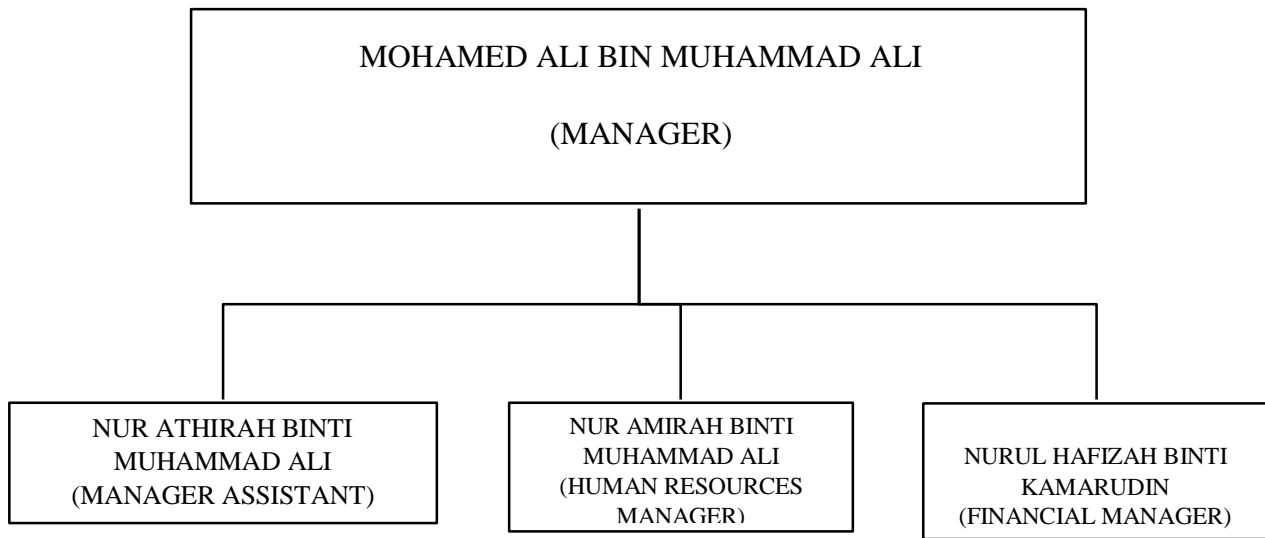 MOHAMED ALI BIN MUHAMMAD ALI
(MANAGER)
NUR ATHIRAH BINTI
MUHAMMAD ALI
(MANAGER ASSISTANT)
NUR AMIRAH BINTI
MUHAMMAD ALI
(HUMAN RESOURCES
MANAGER)
NURUL HAFIZAH BINTI
KAMARUDIN
(FINANCIAL MANAGER)